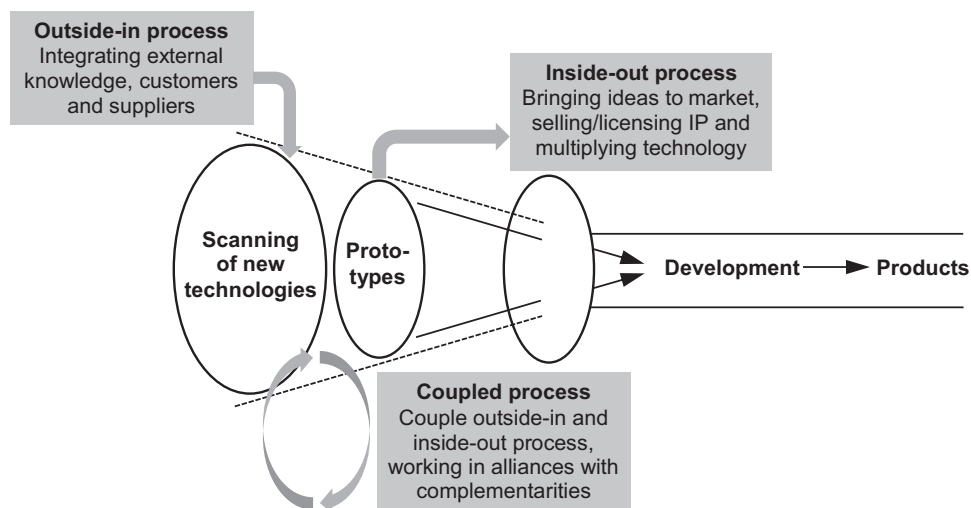 Outside-in process
Integrating external
knowledge, customers
and suppliers
Inside-out process
Bringing ideas to market,
selling/licensing IP and
multiplying technology
Scanning
of new
technologies
Proto-
types
Development
Products
Coupled process
Couple outside-in and
inside-out process,
working in alliances with
complementarities